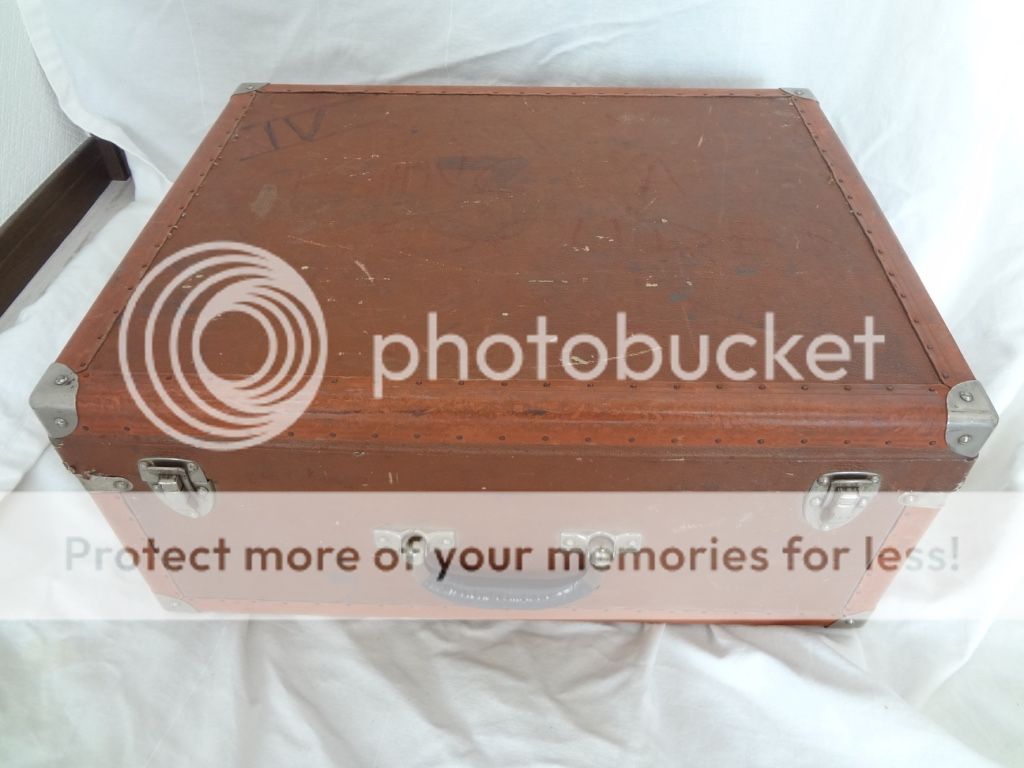 photobucket
Protect more of your memories for less!